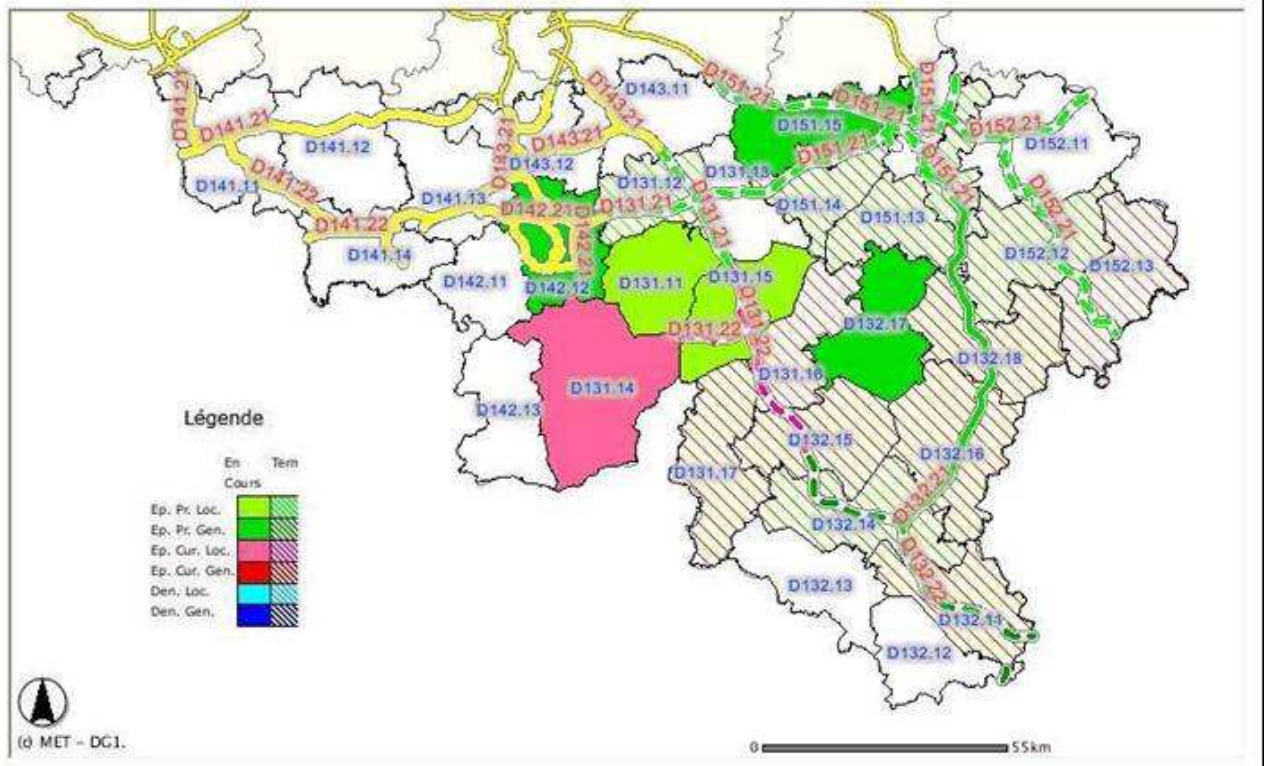 D141.21
D141.21
D141.12
D141.11
D141.22
D141.22
D141.14
D141.13
D143.21
D143.21
D143.21
D143.12
D143.11
D151.21
D151.21
D151.21
D151.15
D151.21
D151.21
D152.21
D152.11
D152.21
D131.13
D131.12
D131.21
D131.21
D142.21
D142.21
D142.11
D142.12
D142.13
D151.14
D151.13
D152.12
D152.13
D131.11
D131.15
D131.22
D131.22
D131.14
D131.16
D131.17
D132.17
D132.18
D132.15
D132.16
D132.21
D132.14
D132.22
D132.13
D132.11
D132.12
Légende
En Term
Cours
Ep. Pr. Loc.
Ep. Pr. Gen.
Ep. Cur. Loc.
Ep. Cur. Gen.
Den. Loc.
Den. Gen.
(c) MET - DG1.
0 55km